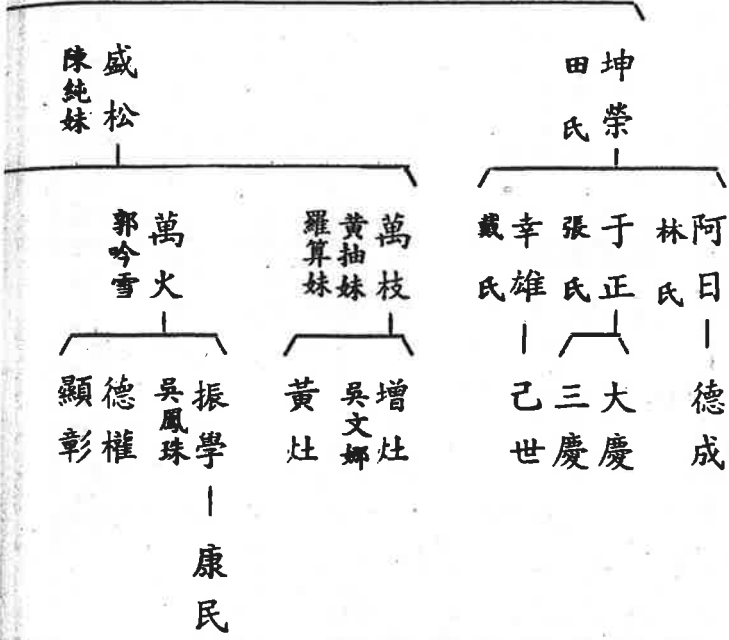 坤榮
田氏
盛松
陳純妹
阿日
林氏
于正
張氏
幸雄
戴氏
萬枝
黃抽妹
羅算妹
萬火
郭吟雪
德成
大慶
三慶
己世
增灶
吳文娜
黃灶
振學
吳鳳珠
德權
顯彰
康民